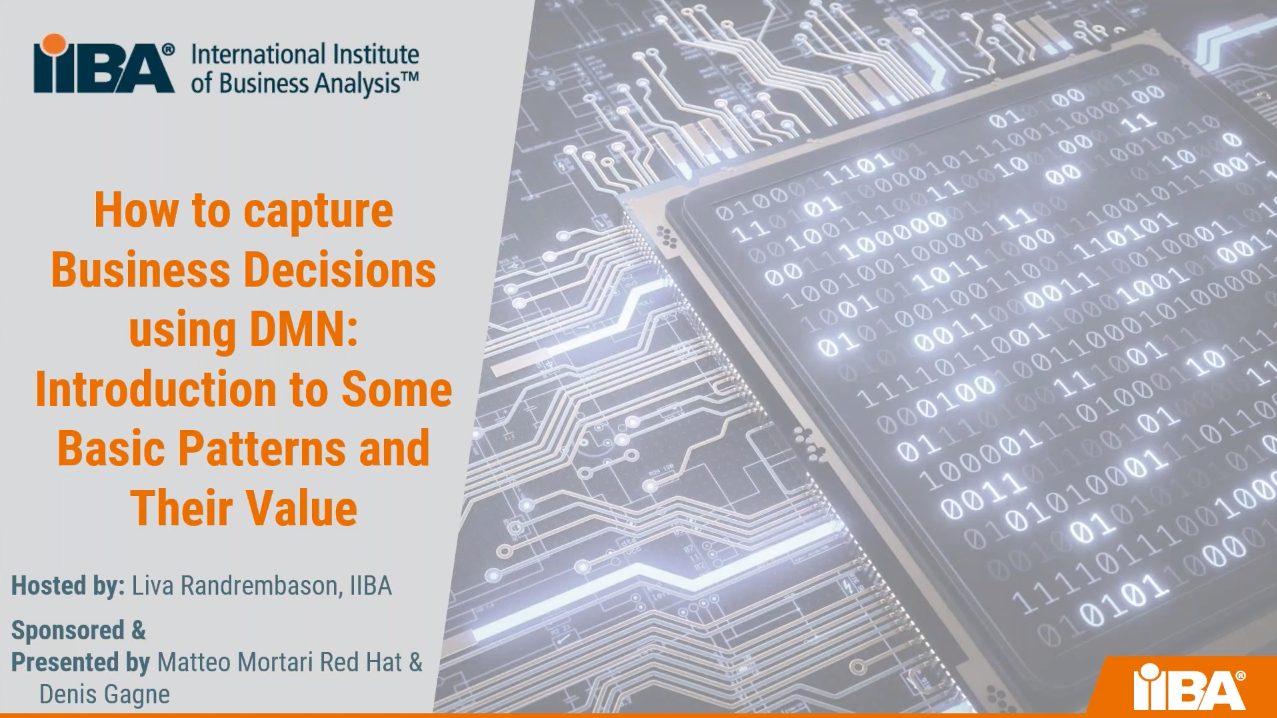 IIBA® International Institute
of Business Analysis™
How to capture
Business Decisions
using DMN:
Introduction to Some
Basic Patterns and
Their Value
Hosted by: Liva Randrembason, IIBA
Sponsored &
Presented by Matteo Mortari Red Hat &
Denis Gagne
IIBA®